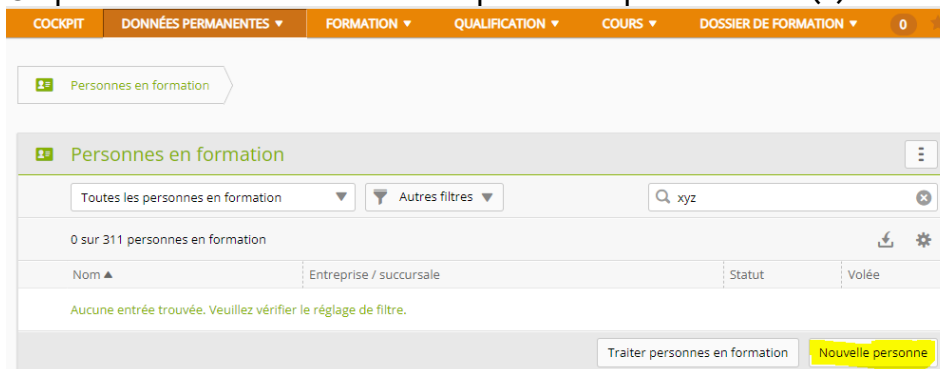 COCKPIT DONNÉES PERMANENTES ▼ FORMATION ▼ QUALIFICATION ▼ COURS ▼ DOSSIER DE FORMATION ▼ 0
Personnes en formation
Personnes en formation
Toutes les personnes en formation ▼ Autres filtres ▼ xyz
0 sur 311 personnes en formation
Nom ▲ Entreprise / succursale Statut Volée
Aucune entrée trouvée. Veuillez vérifier le réglage de filtre.
Traiter personnes en formation Nouvelle personne